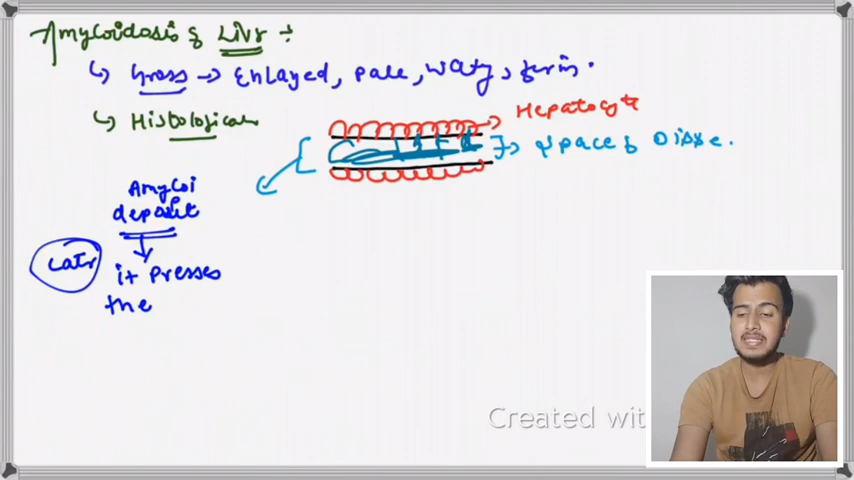 Amyloidosis of Liver ÷
↳ Gross → Enlarged, pale, waxy, firm.
↳ Histological
Hepatocyte
Space of Disse.
Amyloi
deposit
Later
it presses
the
Created wit